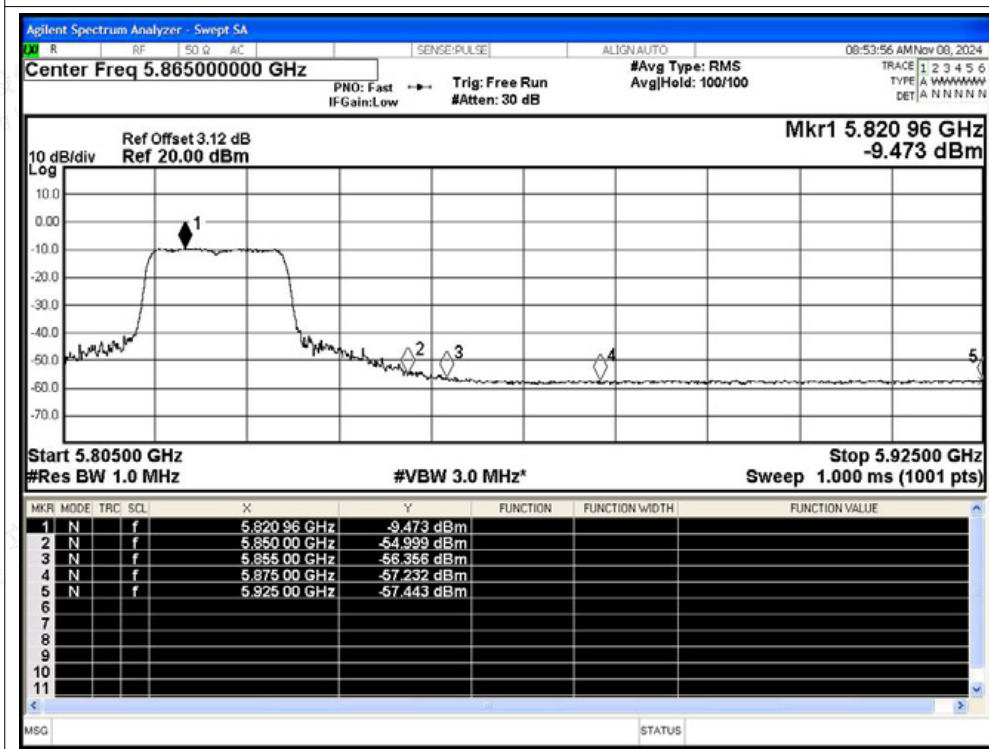 Agilent Spectrum Analyzer - Swept SA
R RF 50 Ω AC SENSE:PULSE ALIGN AUTO 08:53:56 AM Nov 08, 2024
Center Freq 5.865000000 GHz
PNO: Fast
IFGain:Low
Trig: Free Run
#Atten: 30 dB
#Avg Type: RMS
Avg|Hold: 100/100
TRACE 1 2 3 4 5 6
TYPE A WWWWW
DET A N N N N N
Mkr1 5.820 96 GHz
-9.473 dBm
Ref Offset 3.12 dB
10 dB/div Ref 20.00 dBm
Log
10.0
0.00
-10.0
-20.0
-30.0
-40.0
-50.0
-60.0
-70.0
1
2
3
4
5
Start 5.80500 GHz Stop 5.92500 GHz
#Res BW 1.0 MHz #VBW 3.0 MHz* Sweep 1.000 ms (1001 pts)
MKR MODE TRC SCL X Y FUNCTION FUNCTION WIDTH FUNCTION VALUE
1 N f 5.820 96 GHz -9.473 dBm
2 N f 5.850 00 GHz -54.999 dBm
3 N f 5.855 00 GHz -56.356 dBm
4 N f 5.875 00 GHz -57.232 dBm
5 N f 5.925 00 GHz -57.443 dBm
6
7
8
9
10
11
MSG STATUS